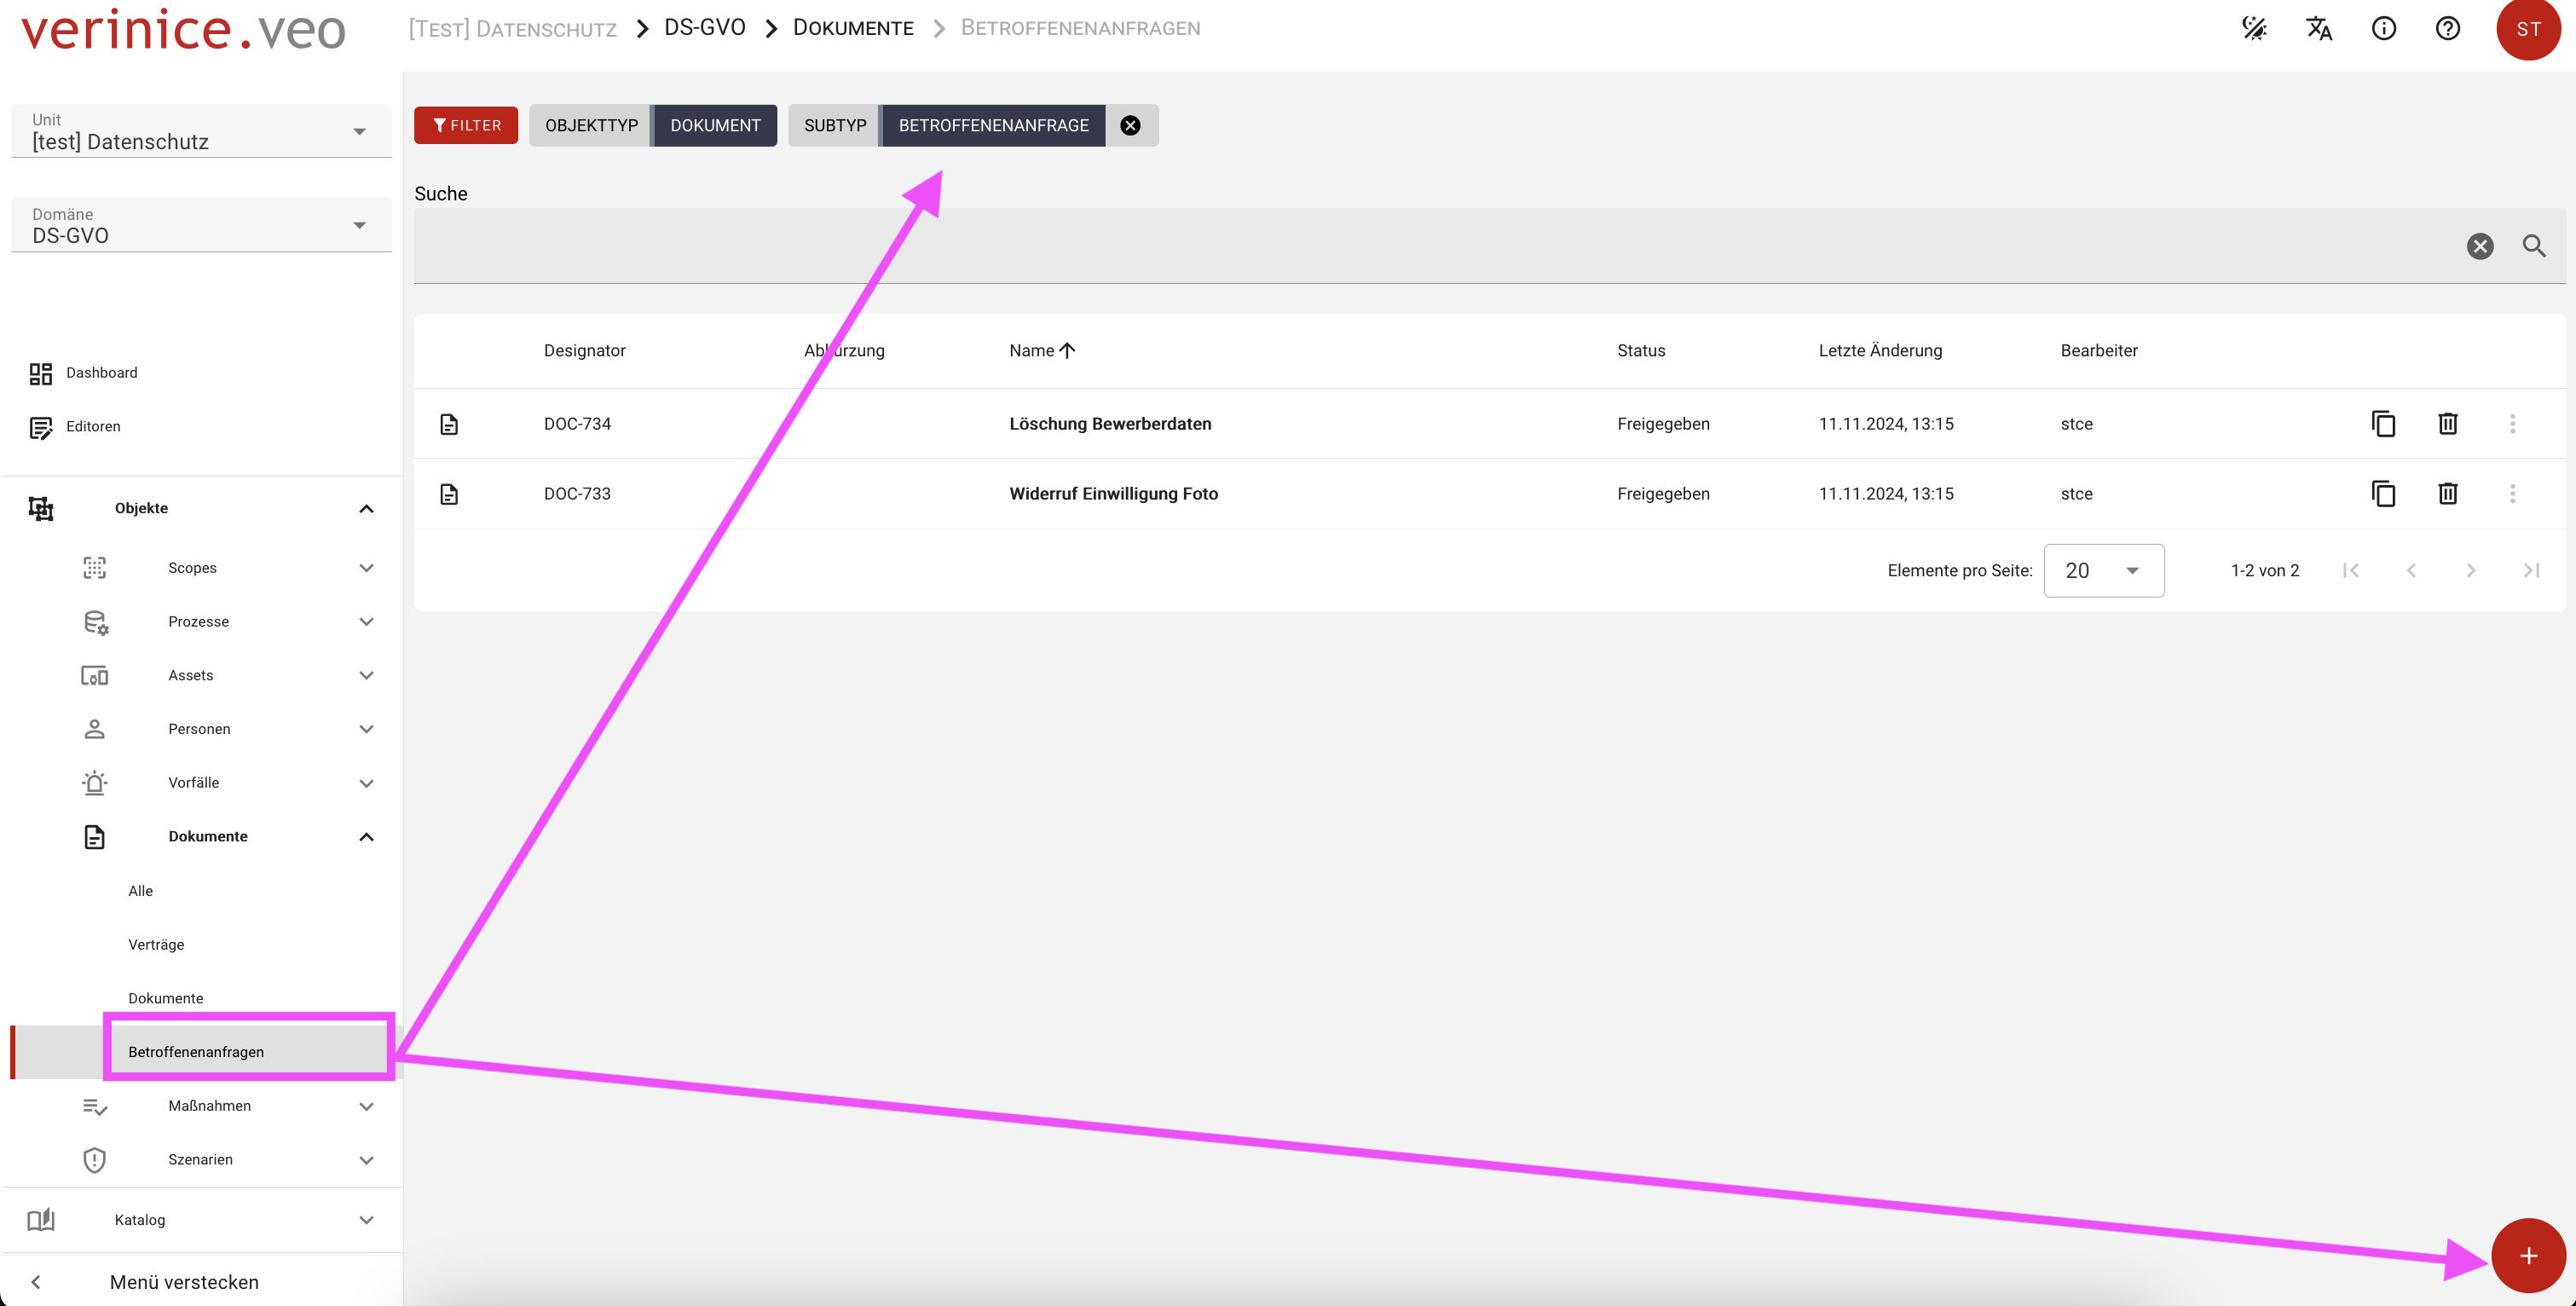 verinice.veo
[TEST] DATENSCHUTZ > DS-GVO > DOKUMENTE > BETROFFENENANFRAGEN
ST
Unit
[test] Datenschutz
Domäne
DS-GVO
Dashboard
Editoren
Objekte
Scopes
Prozesse
Assets
Personen
Vorfälle
Dokumente
Alle
Verträge
Dokumente
Betroffenenanfragen
Maßnahmen
Szenarien
Katalog
Menü verstecken
FILTER OBJEKTTYP DOKUMENT SUBTYP BETROFFENENANFRAGE
Suche
Designator Abkürzung Name Status Letzte Änderung Bearbeiter
DOC-734 Löschung Bewerberdaten Freigegeben 11.11.2024, 13:15 stce
DOC-733 Widerruf Einwilligung Foto Freigegeben 11.11.2024, 13:15 stce
Elemente pro Seite: 20 1-2 von 2